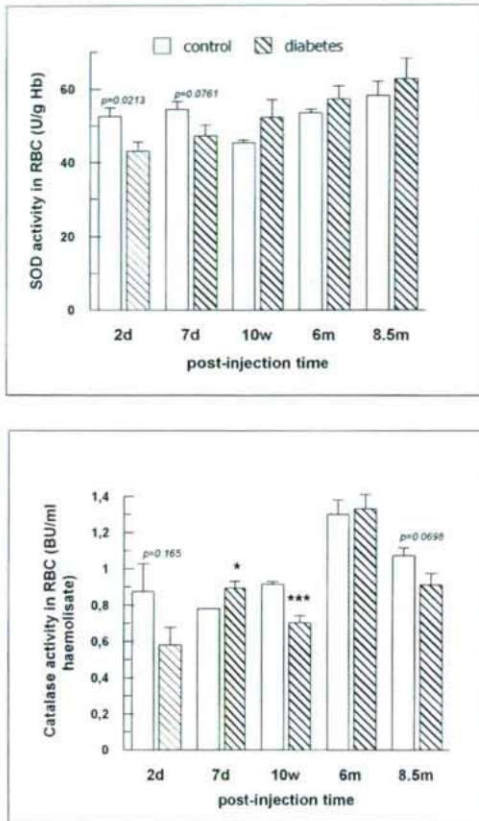 control diabetes
SOD activity in RBC (U/g Hb)
60
40
20
0
p=0.0213
p=0.0761
2d 7d 10w 6m 8.5m
post-injection time
Catalase activity in RBC (BU/ml
haemolisate)
1,4
1,2
1
0,8
0,6
0,4
0,2
0
p=0.165
*
***
p=0.0698
2d 7d 10w 6m 8.5m
post-injection time